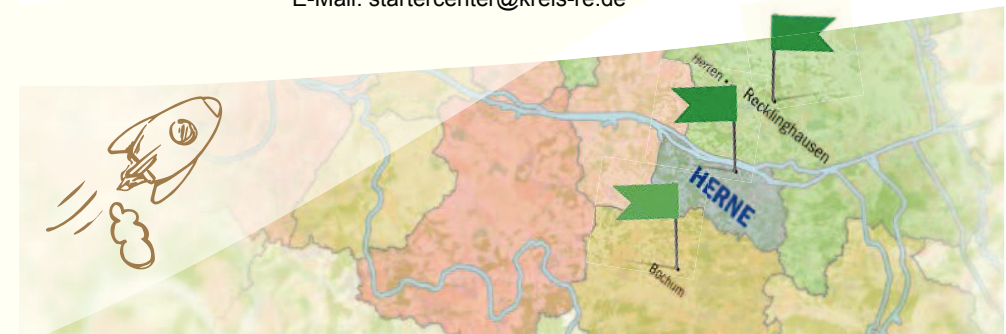 E-Mail: startercenter@kreis-re.de
Herten
Recklinghausen
HERNE
Bochum